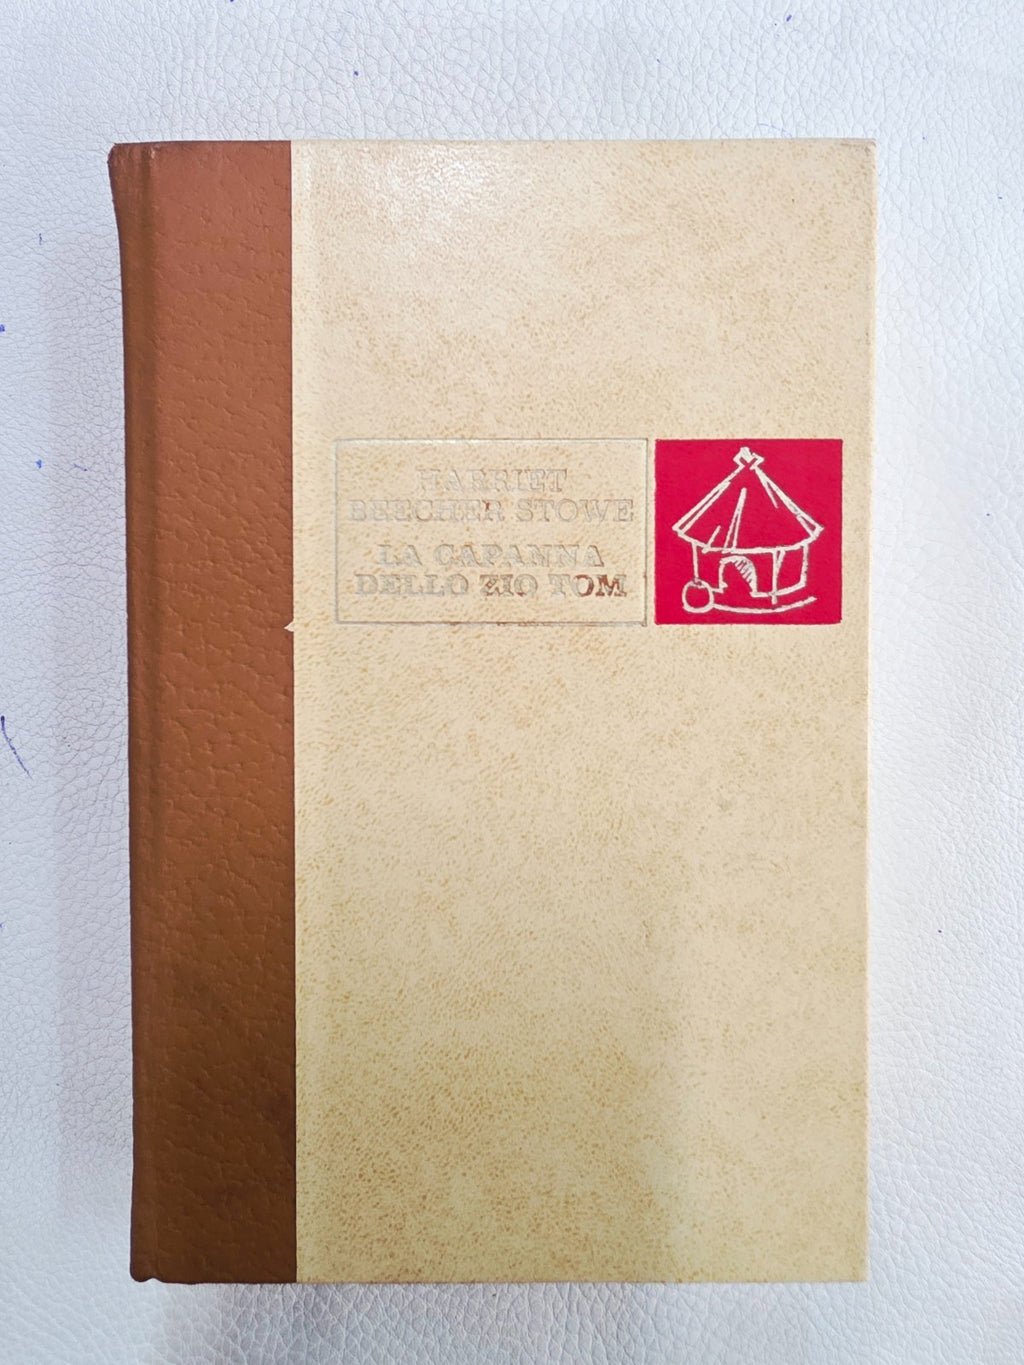 HARRIET
BEECHER STOWE
LA CAPANNA
DELLO ZIO TOM